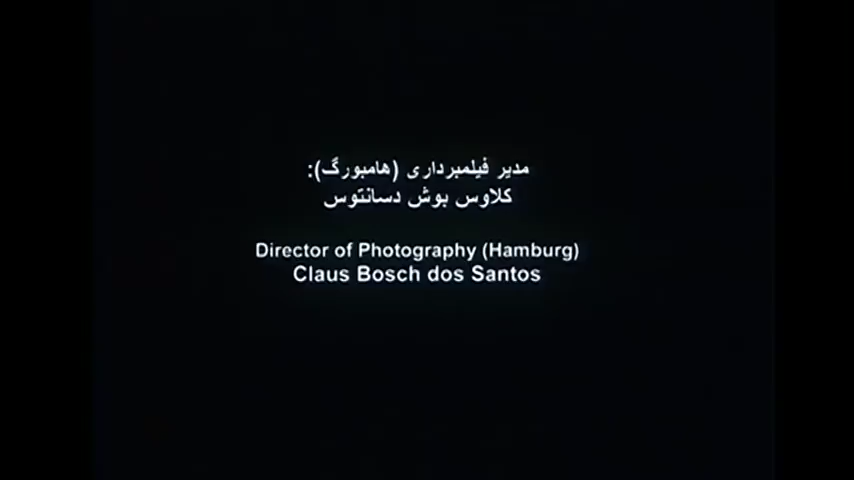 مدیر فیلمبرداری (هامبورگ):
کلاوس بوش دسانتوس
Director of Photography (Hamburg)
Claus Bosch dos Santos